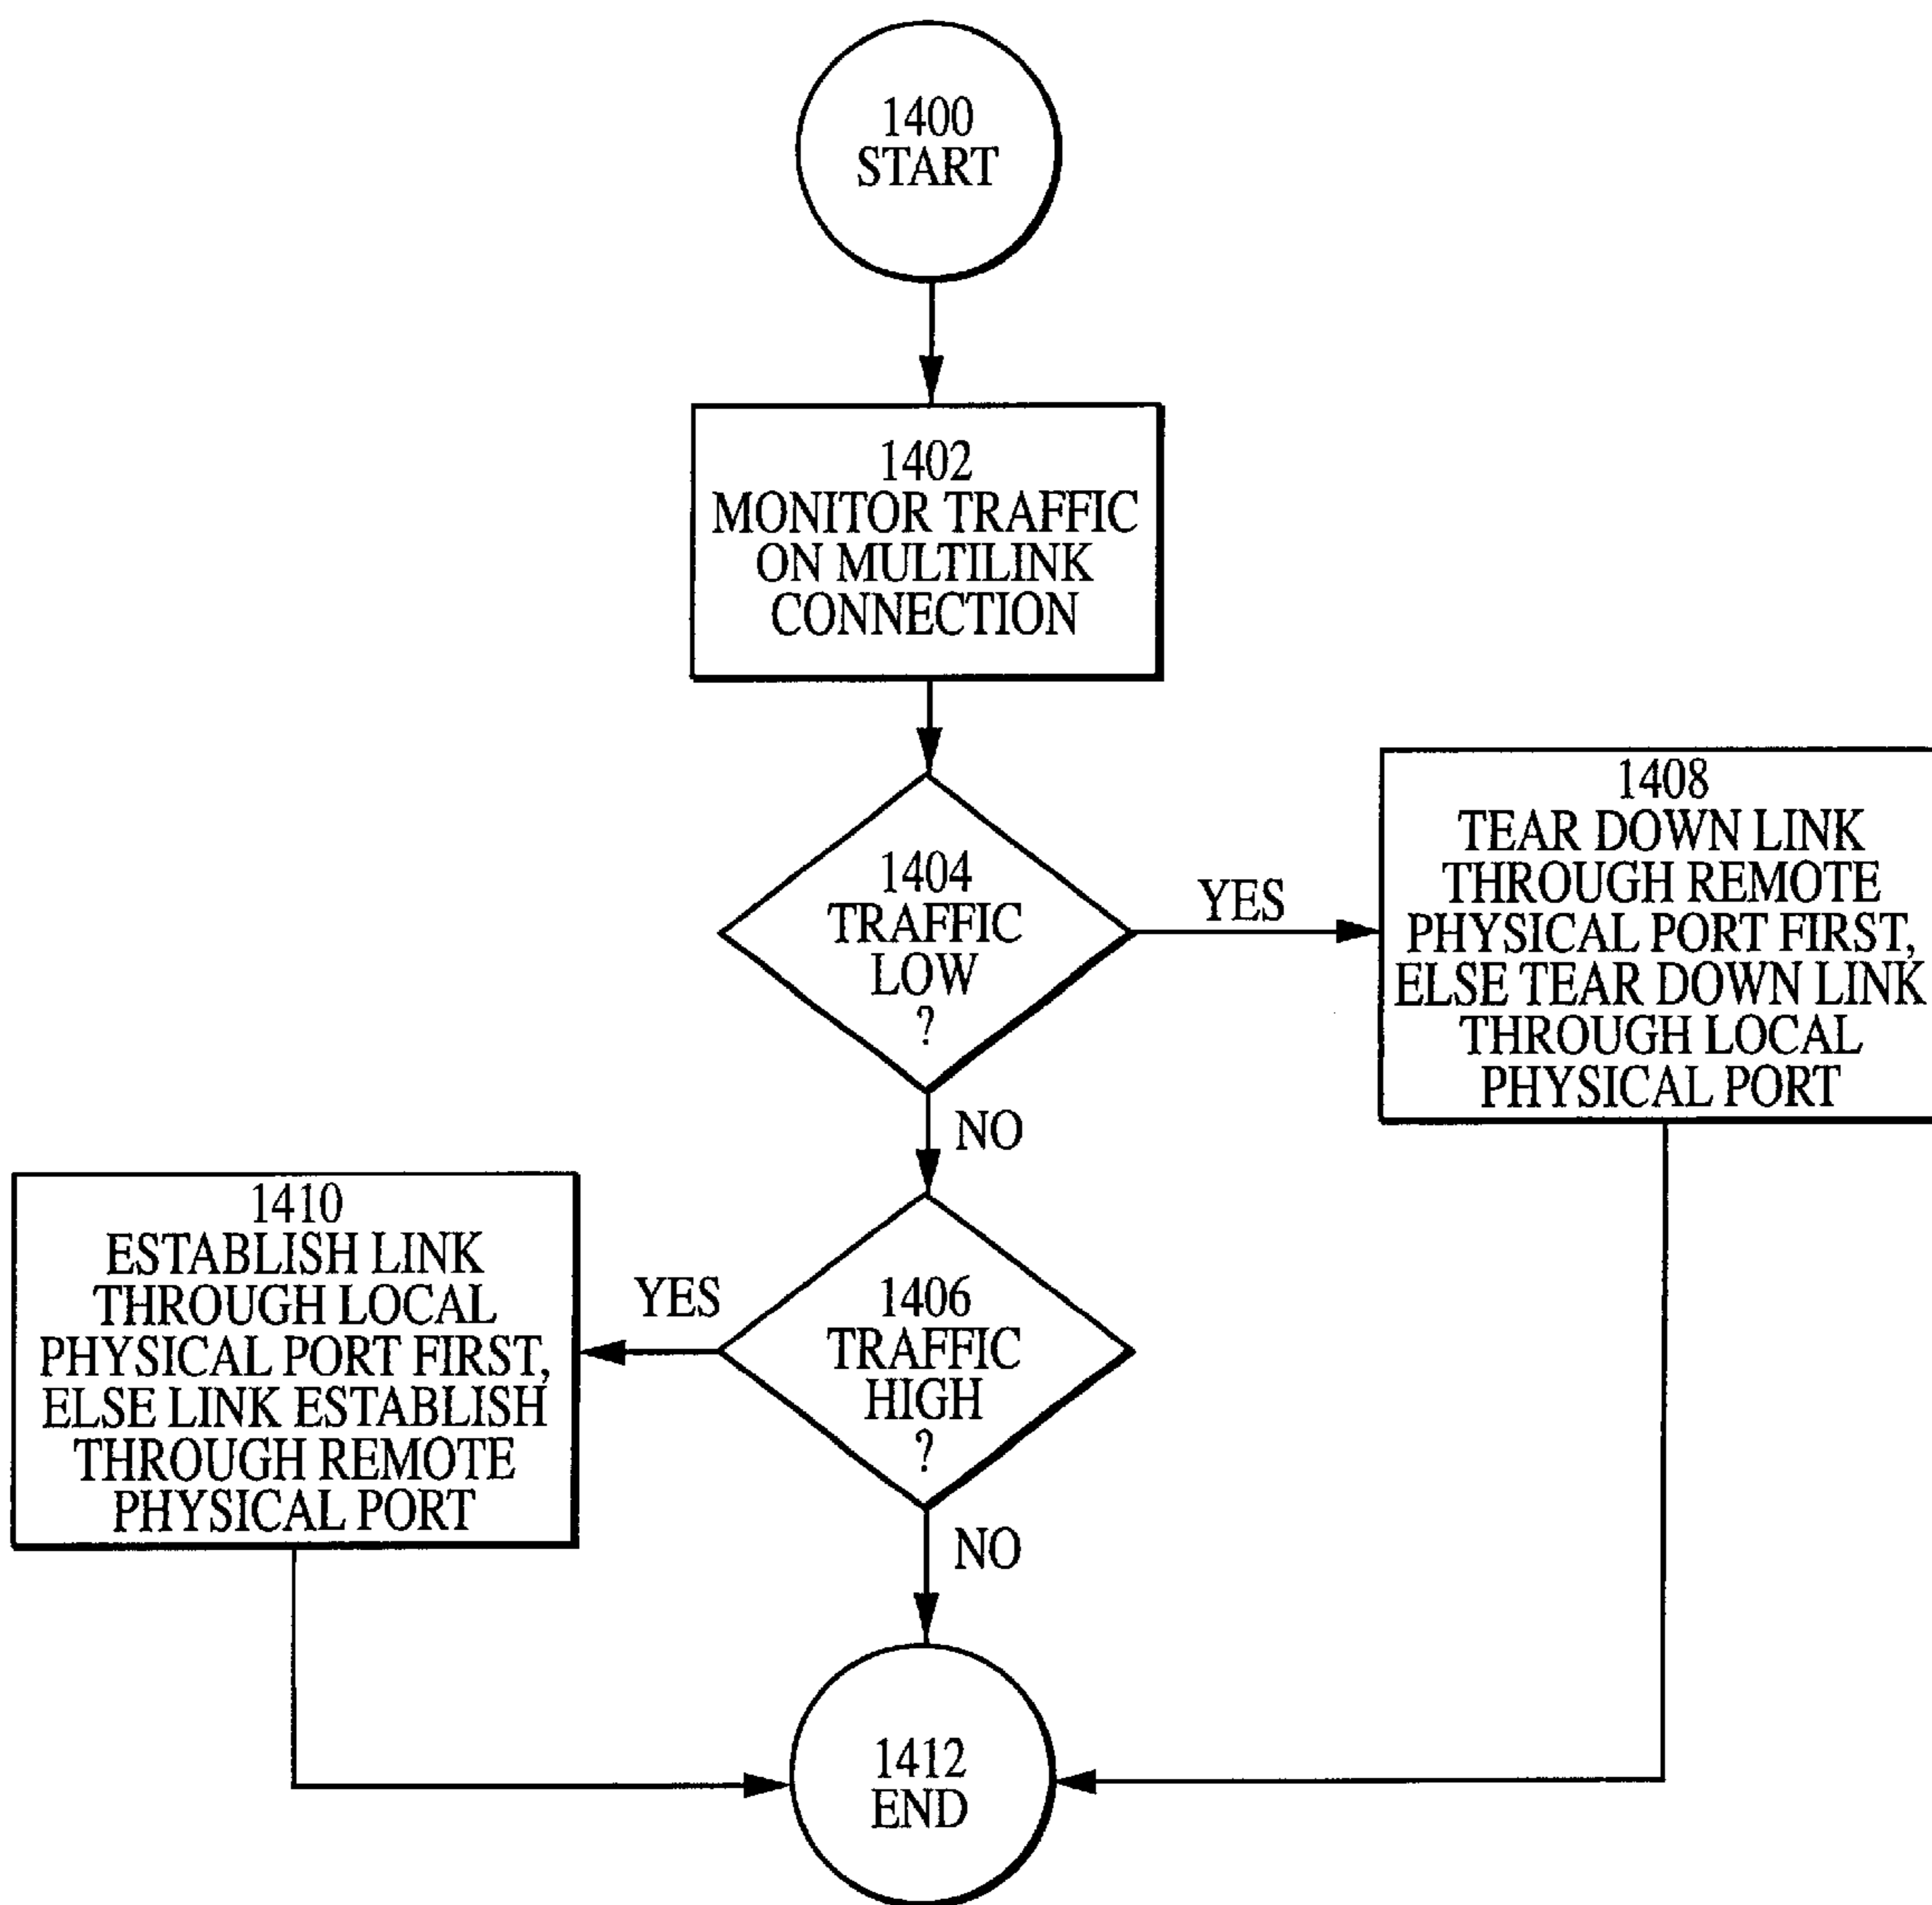 1400
START
1402
MONITOR TRAFFIC
ON MULTILINK
CONNECTION
1404
TRAFFIC
LOW
?
YES
1408
TEAR DOWN LINK
THROUGH REMOTE
PHYSICAL PORT FIRST,
ELSE TEAR DOWN LINK
THROUGH LOCAL
PHYSICAL PORT
NO
1406
TRAFFIC
HIGH
?
YES
1410
ESTABLISH LINK
THROUGH LOCAL
PHYSICAL PORT FIRST,
ELSE LINK ESTABLISH
THROUGH REMOTE
PHYSICAL PORT
NO
1412
END